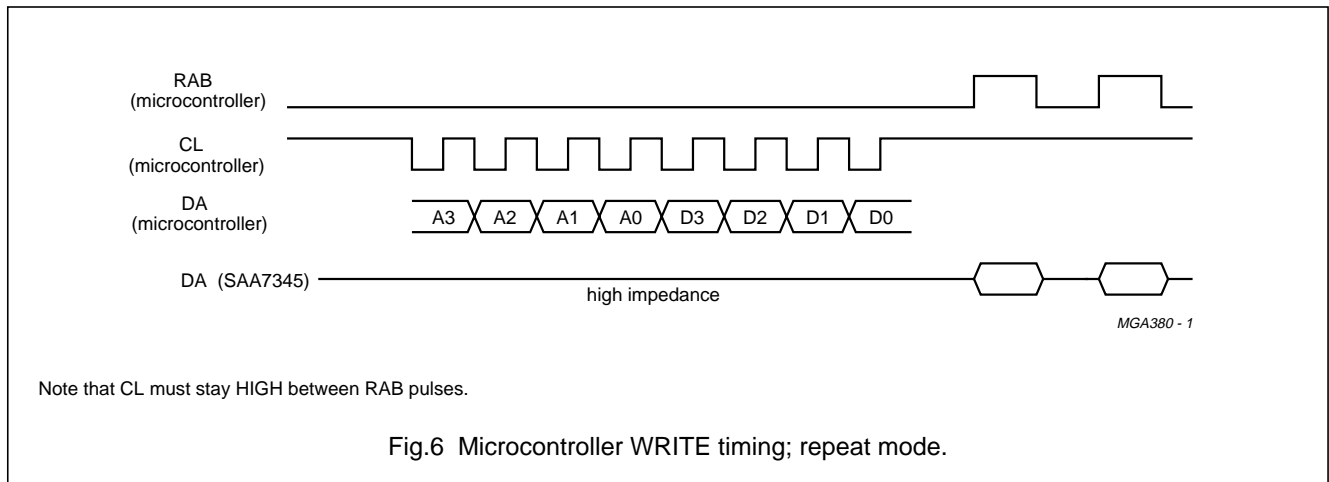 RAB
(microcontroller)
CL
(microcontroller)
DA
(microcontroller)
A3 A2 A1 A0 D3 D2 D1 D0
DA (SAA7345)
high impedance
MGA380 - 1
Note that CL must stay HIGH between RAB pulses.
Fig.6 Microcontroller WRITE timing; repeat mode.